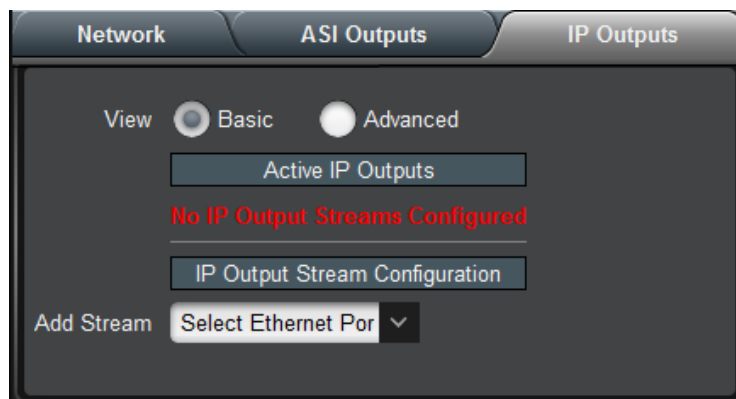 Network ASI Outputs IP Outputs
View Basic Advanced
Active IP Outputs
No IP Output Streams Configured
IP Output Stream Configuration
Add Stream Select Ethernet Por